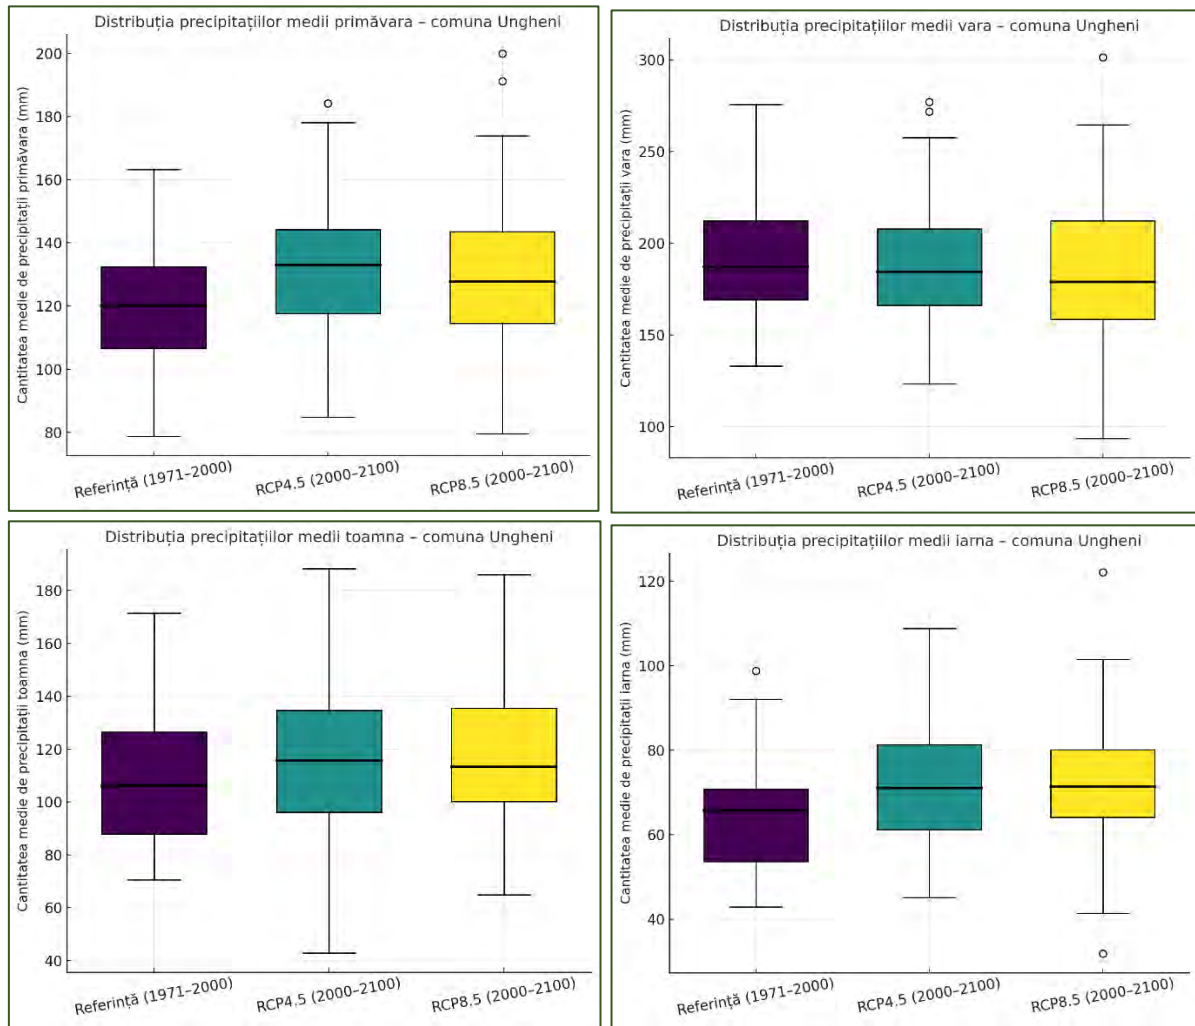 Distribuția precipitațiilor medii primăvara – comuna Ungheni
Cantitatea medie de precipitații primăvara (mm)
200
180
160
140
120
100
80
Referință (1971–2000)
RCP4.5 (2000–2100)
RCP8.5 (2000–2100)
Distribuția precipitațiilor medii vara – comuna Ungheni
Cantitatea medie de precipitații vara (mm)
300
250
200
150
100
Referință (1971–2000)
RCP4.5 (2000–2100)
RCP8.5 (2000–2100)
Distribuția precipitațiilor medii toamna – comuna Ungheni
Cantitatea medie de precipitații toamna (mm)
180
160
140
120
100
80
60
40
Referință (1971–2000)
RCP4.5 (2000–2100)
RCP8.5 (2000–2100)
Distribuția precipitațiilor medii iarna – comuna Ungheni
Cantitatea medie de precipitații iarna (mm)
120
100
80
60
40
Referință (1971–2000)
RCP4.5 (2000–2100)
RCP8.5 (2000–2100)